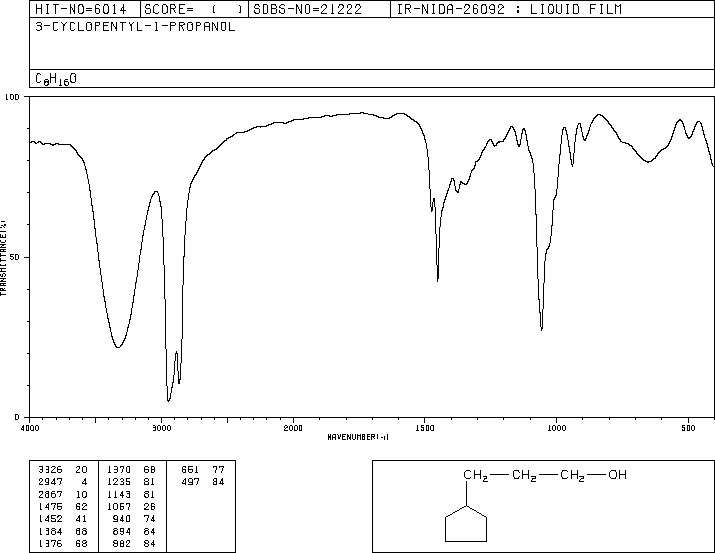 HIT-NO=6014 SCORE= ( ) SDBS-NO=21222 IR-NIDA-26092 : LIQUID FILM
3-CYCLOPENTYL-1-PROPANOL
C8H16O
100
50
0
TRANSMITTANCE(%)
4000 3000 2000 1500 1000 500
WAVENUMBER(-1)
3326 20 1370 68 651 77
2947 4 1235 81 497 84
2867 10 1143 81
1475 62 1057 26
1452 41 940 74
1384 68 894 84
1376 68 882 84
CH2 CH2 CH2 OH